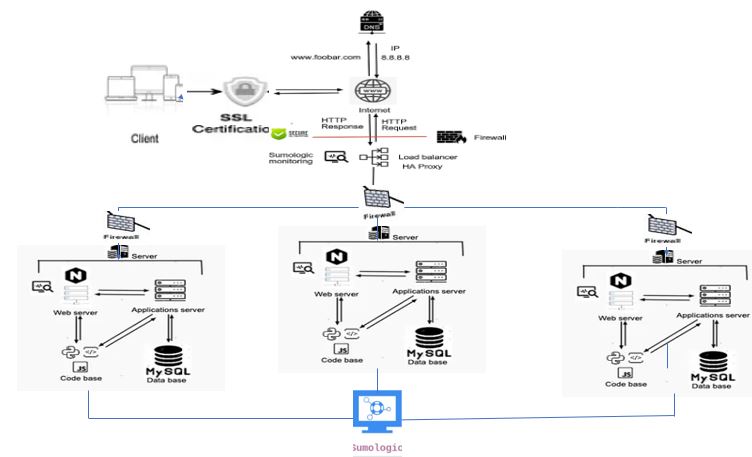 DNS
www.foobar.com
IP
8.8.8.8
WWW
Internet
SSL
Certificatio
Client
HTTP
Response
HTTP
Request
SECURE
Firewall
Sumologic
monitoring
Load balancer
HA Proxy
Firewall
Firewall
Server
N
Web server
Applications server
</>
JS
Code base
MySQL
Data base
Server
N
Web server
Applications server
</>
JS
Code base
MySQL
Data base
Firewall
Server
N
Web server
Applications server
</>
JS
Code base
MySQL
Data base
Sumologic